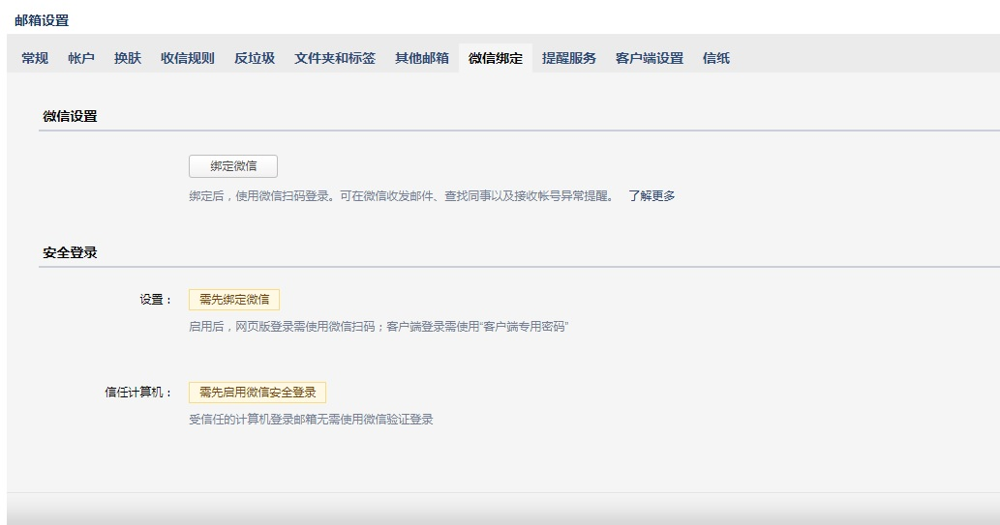 邮箱设置
常规 帐户 换肤 收信规则 反垃圾 文件夹和标签 其他邮箱 微信绑定 提醒服务 客户端设置 信纸
微信设置
绑定微信
绑定后，使用微信扫码登录。可在微信收发邮件、查找同事以及接收帐号异常提醒。 了解更多
安全登录
设置： 需先绑定微信
启用后，网页版登录需使用微信扫码；客户端登录需使用“客户端专用密码”
信任计算机： 需先启用微信安全登录
受信任的计算机登录邮箱无需使用微信验证登录